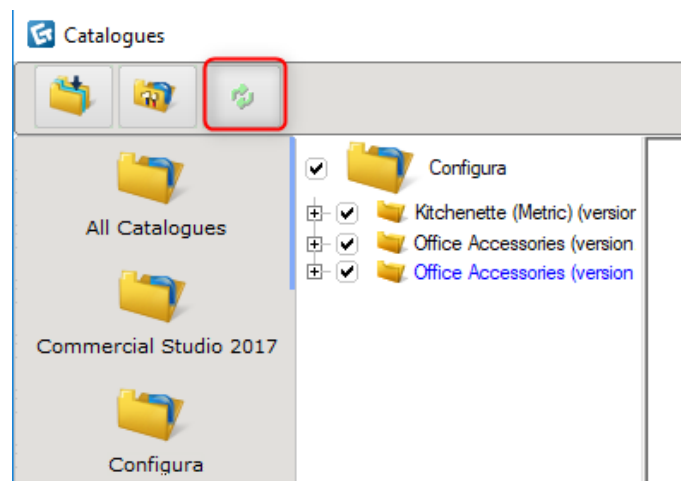 Catalogues
All Catalogues
Commercial Studio 2017
Configura
Configura
Kitchenette (Metric) (version
Office Accessories (version
Office Accessories (version